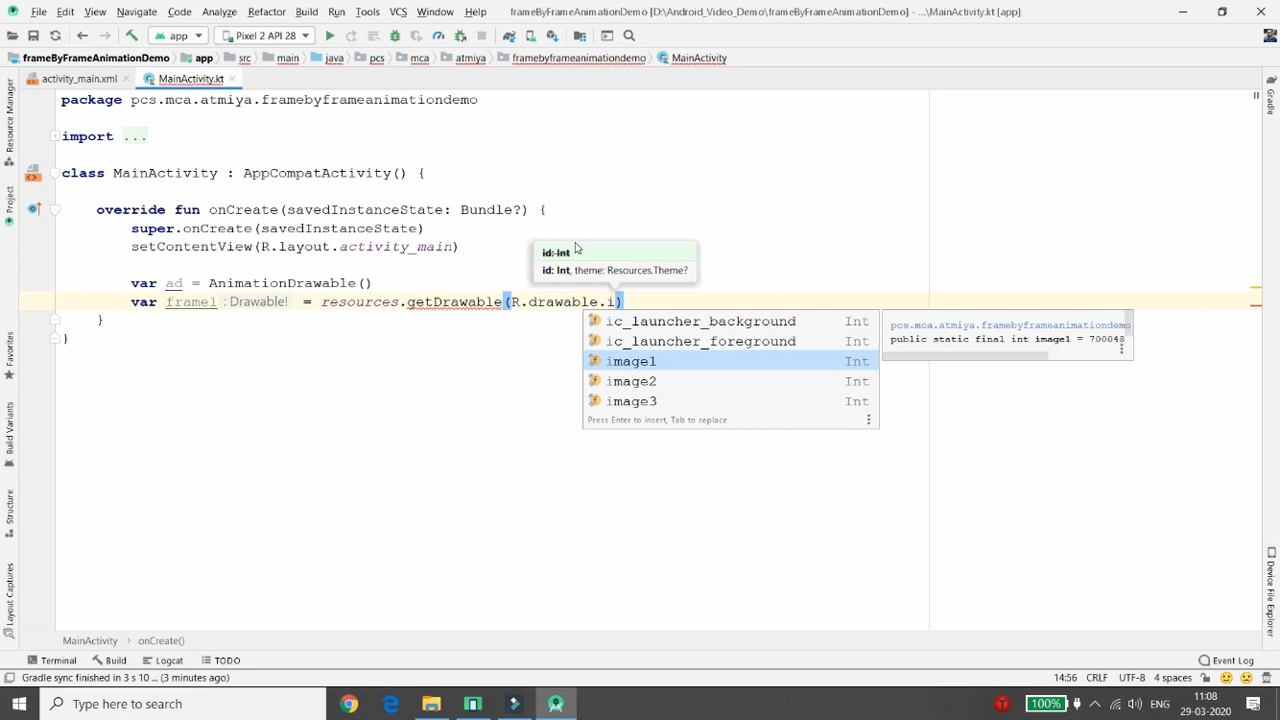 File Edit View Navigate Code Analyze Refactor Build Run Tools VCS Window Help frameByFrameAnimationDemo [D:\Android_Video_Demo\frameByFrameAnimationDemo] - ...\MainActivity.kt [app]
app Pixel 2 API 28
frameByFrameAnimationDemo app src main java pcs mca atmiya framebyframeanimationdemo MainActivity
activity_main.xml MainActivity.kt
Resource Manager
Project
Favorites
Build Variants
Structure
Layout Captures
Gradle
Device File Explorer
package pcs.mca.atmiya.framebyframeanimationdemo
import ...
class MainActivity : AppCompatActivity() {
override fun onCreate(savedInstanceState: Bundle?) {
super.onCreate(savedInstanceState)
setContentView(R.layout.activity_main)
id: Int
id: Int, theme: Resources.Theme?
var ad = AnimationDrawable()
var frame1 : Drawable! = resources.getDrawable(R.drawable.i)
}
}
ic_launcher_background Int
ic_launcher_foreground Int
image1 Int
image2 Int
image3 Int
Press Enter to insert, Tab to replace
pcs.mca.atmiya.framebyframeanimationdemo
public static final int image1 = 700048
MainActivity › onCreate()
Terminal Build Logcat TODO Event Log
Gradle sync finished in 3 s 10 ... (3 minutes ago) 14:56 CRLF UTF-8 4 spaces
Type here to search 100% ENG 11:08
29-03-2020